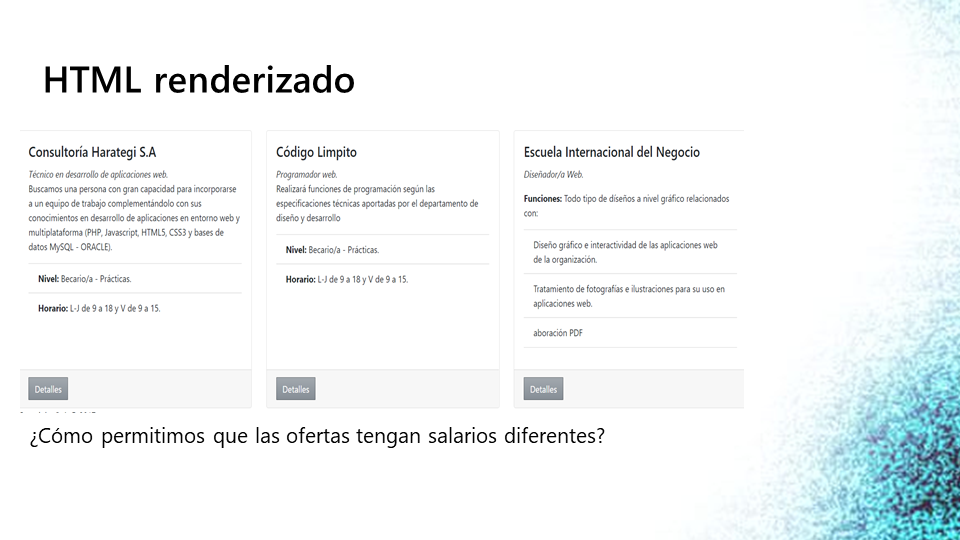 HTML renderizado
Consultoría Harategi S.A
Técnico en desarrollo de aplicaciones web.
Buscamos una persona con gran capacidad para incorporarse
a un equipo de trabajo complementándolo con sus
conocimientos en desarrollo de aplicaciones en entorno web y
multiplataforma (PHP, Javascript, HTML5, CSS3 y bases de
datos MySQL - ORACLE).
Nivel: Becario/a - Prácticas.
Horario: L-J de 9 a 18 y V de 9 a 15.
Detalles
Código Limpito
Programador web.
Realizará funciones de programación según las
especificaciones técnicas aportadas por el departamento de
diseño y desarrollo
Nivel: Becario/a - Prácticas.
Horario: L-J de 9 a 18 y V de 9 a 15.
Detalles
Escuela Internacional del Negocio
Diseñador/a Web.
Funciones: Todo tipo de díseños a nivel gráfico relacionados
con:
Diseño gráfico e interactividad de las aplicaciones web
de la organización.
Tratamiento de fotografías e ilustraciones para su uso en
aplicaciones web.
aboración PDF
Detalles
¿Cómo permitimos que las ofertas tengan salarios diferentes?